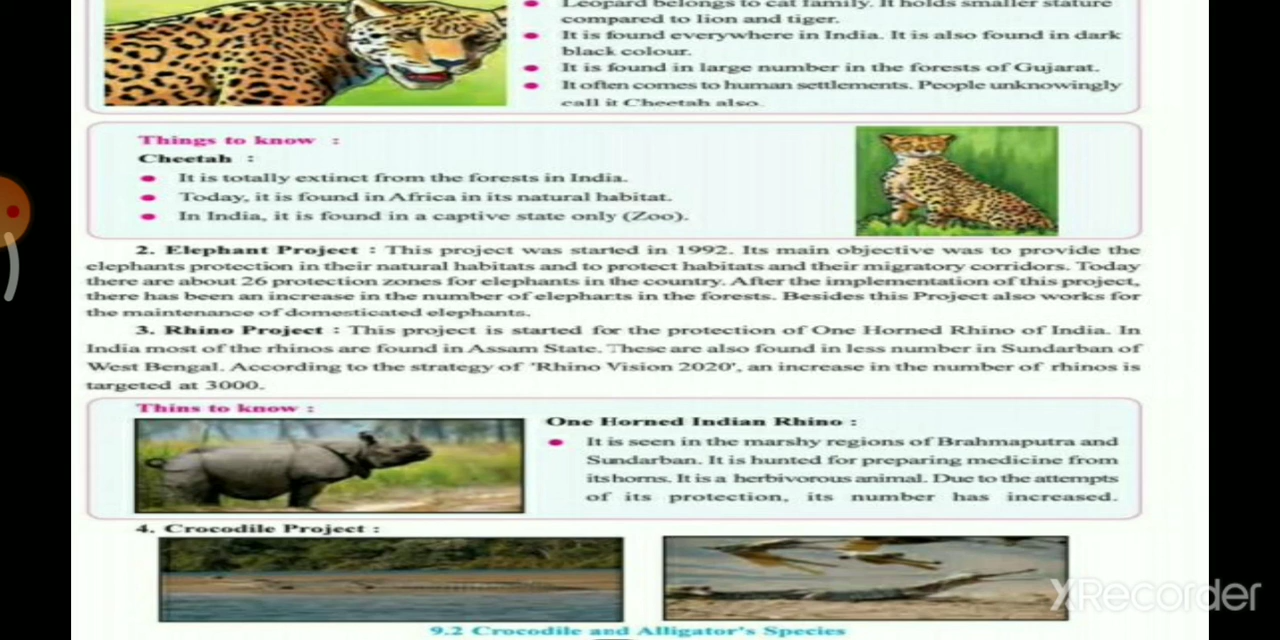 Leopard belongs to cat family. It holds smaller stature
compared to lion and tiger.
It is found everywhere in India. It is also found in dark
black colour.
It is found in large number in the forests of Gujarat.
It often comes to human settlements. People unknowingly
call it Cheetah also.
Things to know :
Cheetah :
It is totally extinct from the forests in India.
Today, it is found in Africa in its natural habitat.
In India, it is found in a captive state only (Zoo).
2. Elephant Project : This project was started in 1992. Its main objective was to provide the
elephants protection in their natural habitats and to protect habitats and their migratory corridors. Today
there are about 26 protection zones for elephants in the country. After the implementation of this project,
there has been an increase in the number of elephants in the forests. Besides this Project also works for
the maintenance of domesticated elephants.
3. Rhino Project : This project is started for the protection of One Horned Rhino of India. In
India most of the rhinos are found in Assam State. These are also found in less number in Sundarban of
West Bengal. According to the strategy of 'Rhino Vision 2020', an increase in the number of rhinos is
targeted at 3000.
Thins to know :
One Horned Indian Rhino :
It is seen in the marshy regions of Brahmaputra and
Sundarban. It is hunted for preparing medicine from
its horns. It is a herbivorous animal. Due to the attempts
of its protection, its number has increased.
4. Crocodile Project :
9.2 Crocodile and Alligator's Species
XRecorder